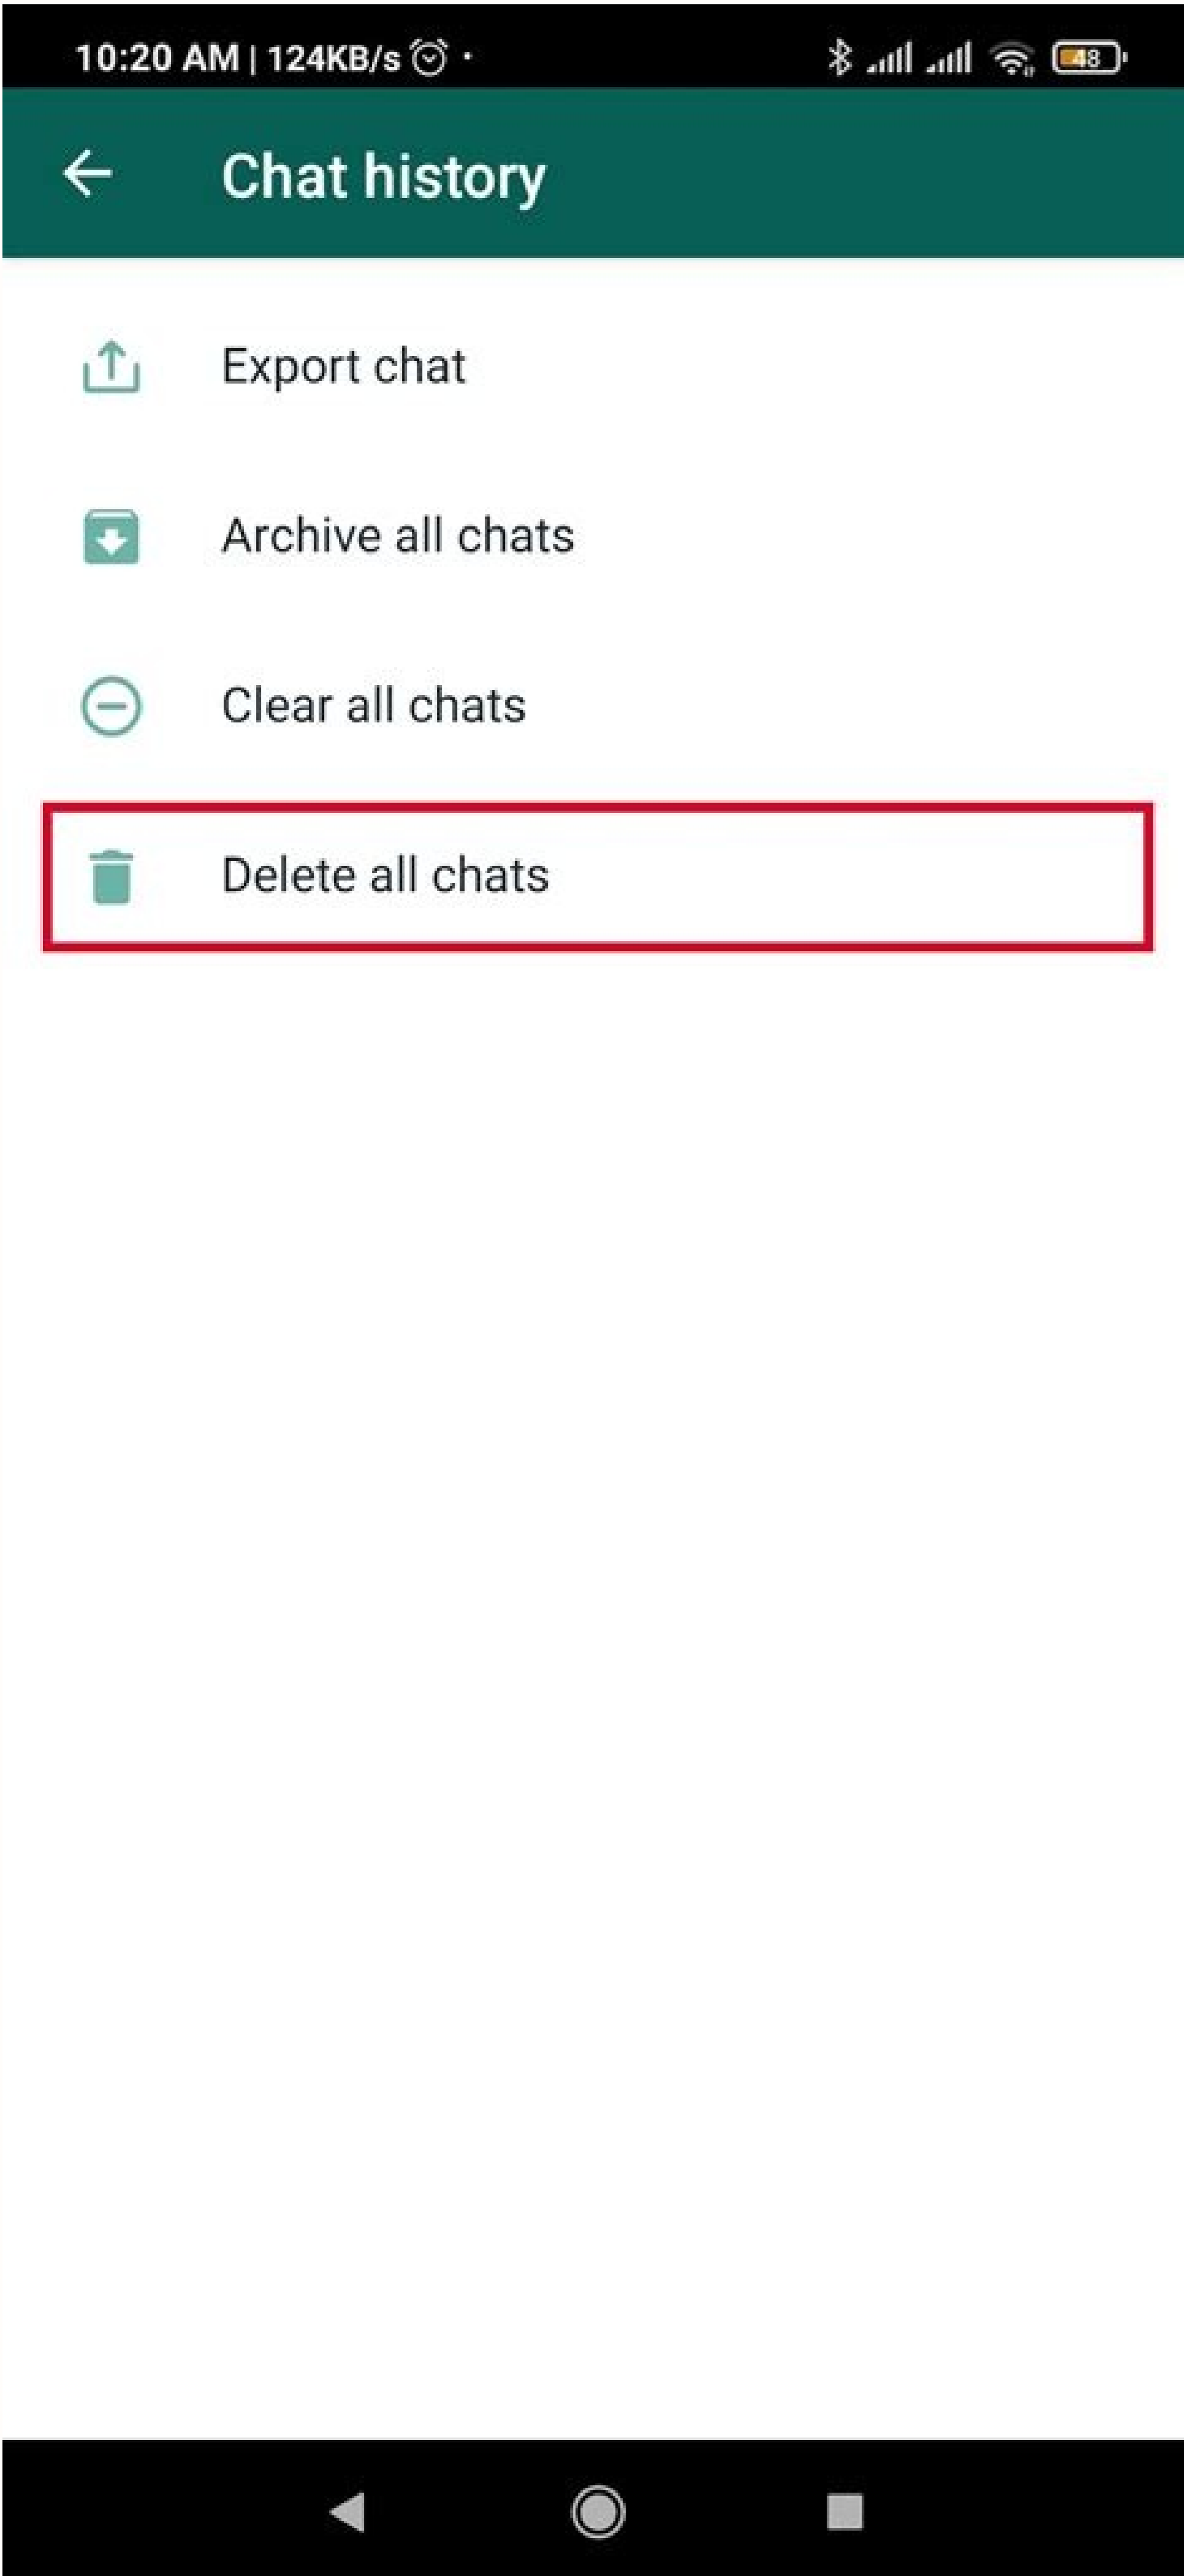 10:20 AM | 124KB/s
48
Chat history
Export chat
Archive all chats
Clear all chats
Delete all chats